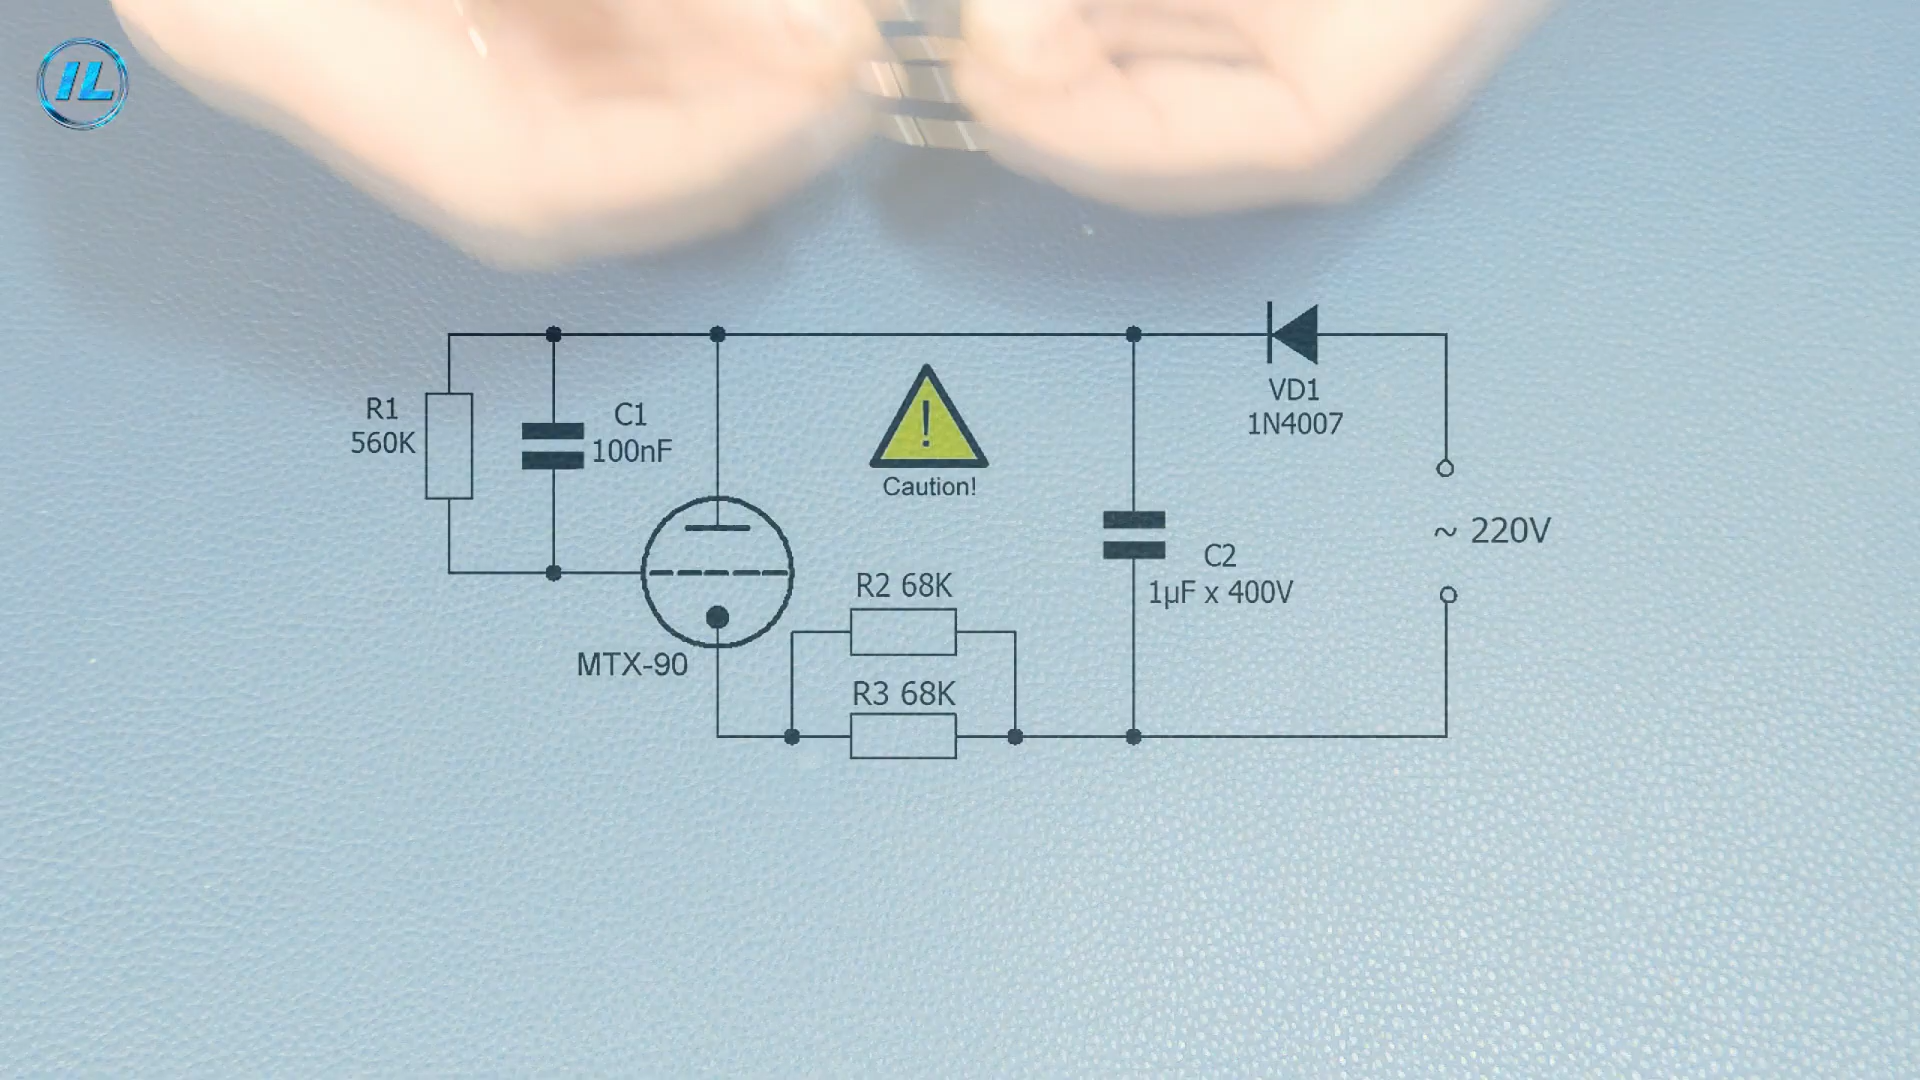 IL
R1
560K
C1
100nF
!
Caution!
VD1
1N4007
~ 220V
C2
1µF x 400V
R2 68K
MTX-90
R3 68K